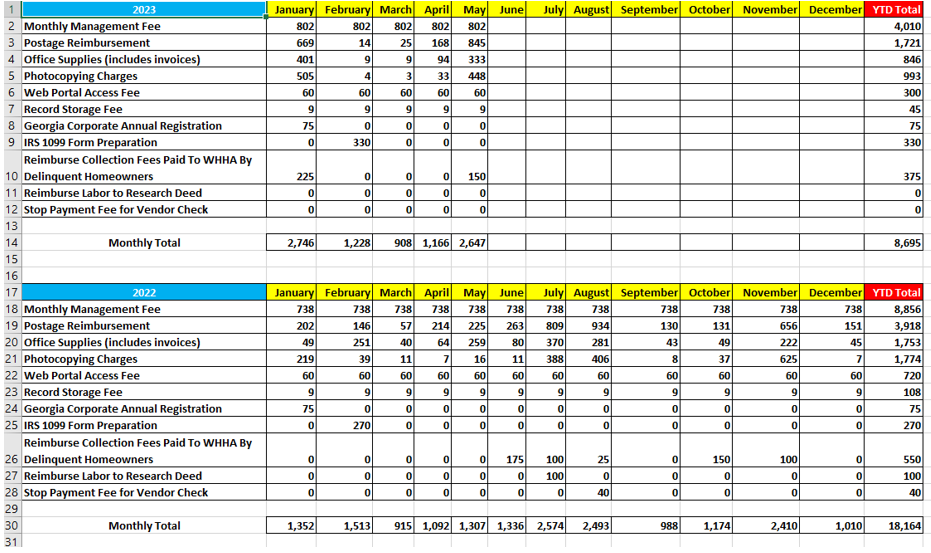 1 2023 January February March April May June July August September October November December YTD Total
2 Monthly Management Fee 802 802 802 802 802 4,010
3 Postage Reimbursement 669 14 25 168 845 1,721
4 Office Supplies (includes invoices) 401 9 9 94 333 846
5 Photocopying Charges 505 4 3 33 448 993
6 Web Portal Access Fee 60 60 60 60 60 300
7 Record Storage Fee 9 9 9 9 9 45
8 Georgia Corporate Annual Registration 75 0 0 0 0 75
9 IRS 1099 Form Preparation 0 330 0 0 0 330
Reimburse Collection Fees Paid To WHHA By
10 Delinquent Homeowners 225 0 0 0 150 375
11 Reimburse Labor to Research Deed 0 0 0 0 0 0
12 Stop Payment Fee for Vendor Check 0 0 0 0 0 0
13
14 Monthly Total 2,746 1,228 908 1,166 2,647 8,695
15
16
17 2022 January February March April May June July August September October November December YTD Total
18 Monthly Management Fee 738 738 738 738 738 738 738 738 738 738 738 738 8,856
19 Postage Reimbursement 202 146 57 214 225 263 809 934 130 131 656 151 3,918
20 Office Supplies (includes invoices) 49 251 40 64 259 80 370 281 43 49 222 45 1,753
21 Photocopying Charges 219 39 11 7 16 11 388 406 8 37 625 7 1,774
22 Web Portal Access Fee 60 60 60 60 60 60 60 60 60 60 60 60 720
23 Record Storage Fee 9 9 9 9 9 9 9 9 9 9 9 9 108
24 Georgia Corporate Annual Registration 75 0 0 0 0 0 0 0 0 0 0 0 75
25 IRS 1099 Form Preparation 0 270 0 0 0 0 0 0 0 0 0 0 270
Reimburse Collection Fees Paid To WHHA By
26 Delinquent Homeowners 0 0 0 0 0 175 100 25 0 150 100 0 550
27 Reimburse Labor to Research Deed 0 0 0 0 0 0 100 0 0 0 0 0 100
28 Stop Payment Fee for Vendor Check 0 0 0 0 0 0 0 40 0 0 0 0 40
29
30 Monthly Total 1,352 1,513 915 1,092 1,307 1,336 2,574 2,493 988 1,174 2,410 1,010 18,164
31